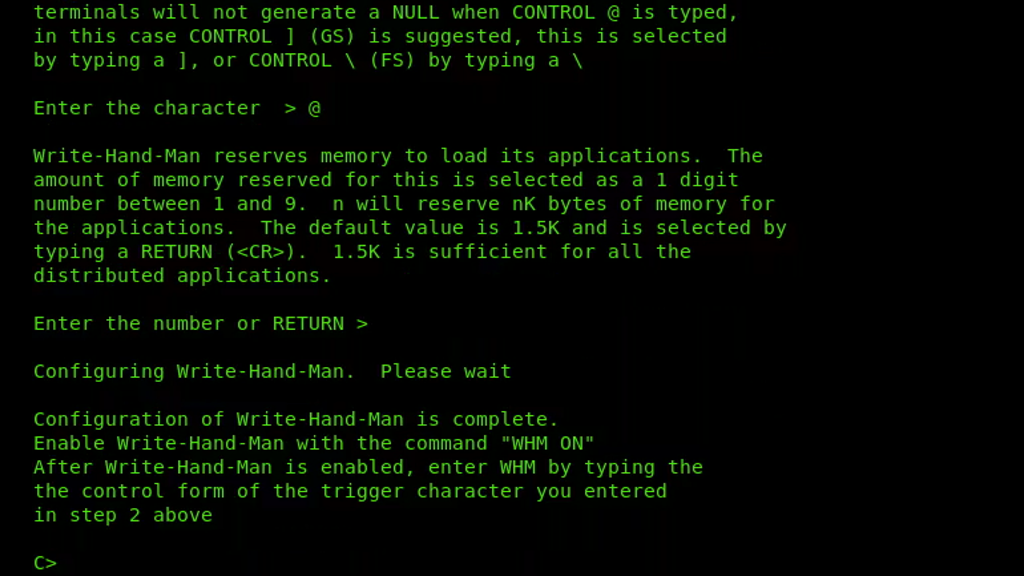 terminals will not generate a NULL when CONTROL @ is typed,
in this case CONTROL ] (GS) is suggested, this is selected
by typing a ], or CONTROL \ (FS) by typing a \
Enter the character  > @
Write-Hand-Man reserves memory to load its applications.  The
amount of memory reserved for this is selected as a 1 digit
number between 1 and 9.  n will reserve nK bytes of memory for
the applications.  The default value is 1.5K and is selected by
typing a RETURN (<CR>).  1.5K is sufficient for all the
distributed applications.
Enter the number or RETURN >
Configuring Write-Hand-Man.  Please wait
Configuration of Write-Hand-Man is complete.
Enable Write-Hand-Man with the command "WHM ON"
After Write-Hand-Man is enabled, enter WHM by typing the
the control form of the trigger character you entered
in step 2 above
C>